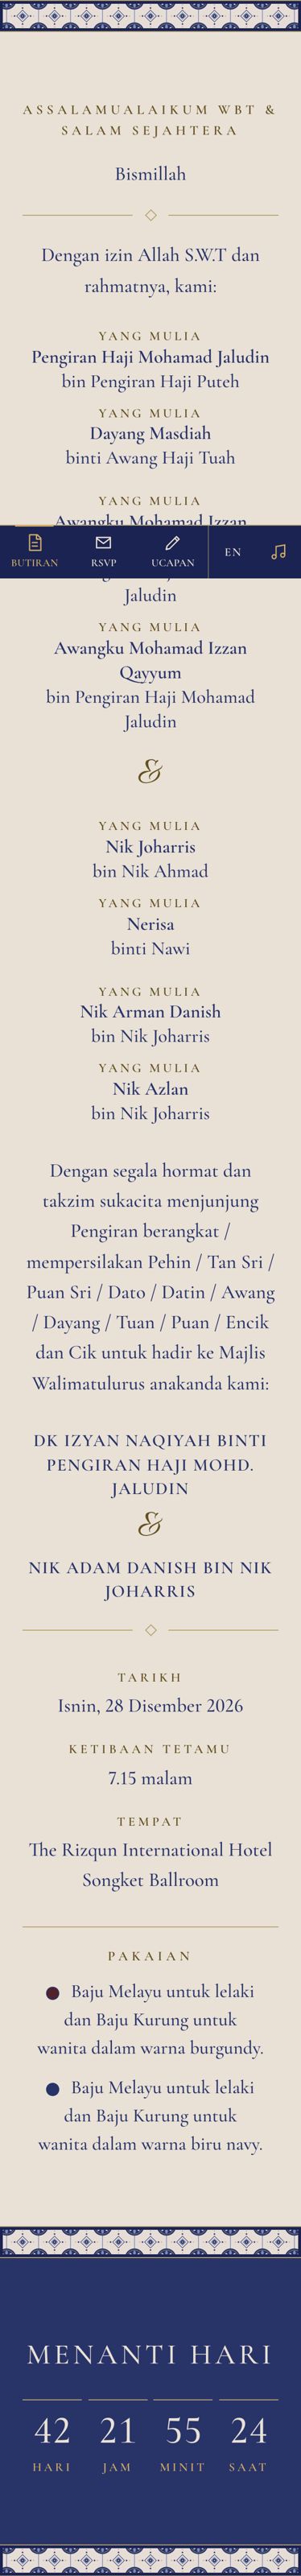 ASSALAMUALAIKUM WBT &
SALAM SEJAHTERA
Bismillah
Dengan izin Allah S.W.T dan
rahmatnya, kami:
YANG MULIA
Pengiran Haji Mohamad Jaludin
bin Pengiran Haji Puteh
YANG MULIA
Dayang Masdiah
binti Awang Haji Tuah
YANG MULIA
Awangku Mohamad Izzan
BUTIRAN
RSVP
UCAPAN
EN
Jaludin
YANG MULIA
Awangku Mohamad Izzan
Qayyum
bin Pengiran Haji Mohamad
Jaludin
&
YANG MULIA
Nik Joharris
bin Nik Ahmad
YANG MULIA
Nerisa
binti Nawi
YANG MULIA
Nik Arman Danish
bin Nik Joharris
YANG MULIA
Nik Azlan
bin Nik Joharris
Dengan segala hormat dan
takzim sukacita menjunjung
Pengiran berangkat /
mempersilakan Pehin / Tan Sri /
Puan Sri / Dato / Datin / Awang
/ Dayang / Tuan / Puan / Encik
dan Cik untuk hadir ke Majlis
Walimatulurus anakanda kami:
DK IZYAN NAQIYAH BINTI
PENGIRAN HAJI MOHD.
JALUDIN
&
NIK ADAM DANISH BIN NIK
JOHARRIS
TARIKH
Isnin, 28 Disember 2026
KETIBAAN TETAMU
7.15 malam
TEMPAT
The Rizqun International Hotel
Songket Ballroom
PAKAIAN
Baju Melayu untuk lelaki
dan Baju Kurung untuk
wanita dalam warna burgundy.
Baju Melayu untuk lelaki
dan Baju Kurung untuk
wanita dalam warna biru navy.
MENANTI HARI
42 21 55 24
HARI JAM MINIT SAAT